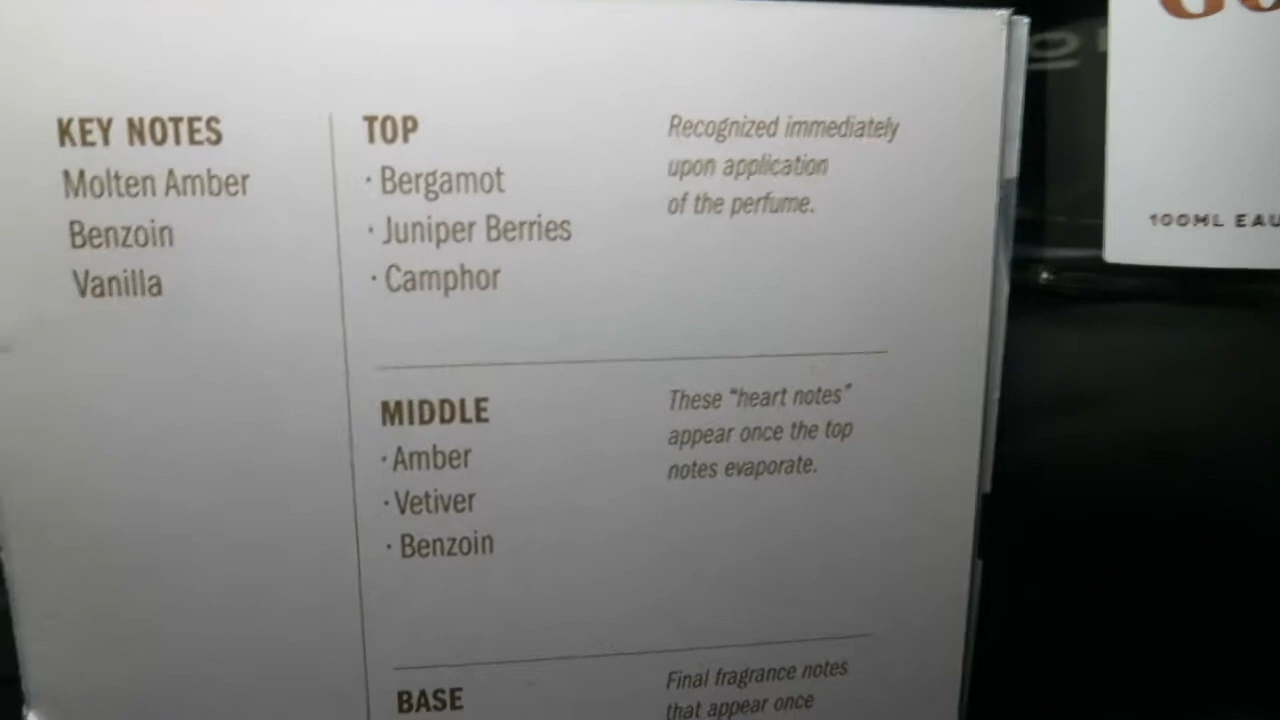 KEY NOTES
Molten Amber
Benzoin
Vanilla
TOP
· Bergamot
· Juniper Berries
· Camphor
Recognized immediately
upon application
of the perfume.
MIDDLE
· Amber
· Vetiver
· Benzoin
These “heart notes”
appear once the top
notes evaporate.
BASE
Final fragrance notes
that appear once
100ML EAU